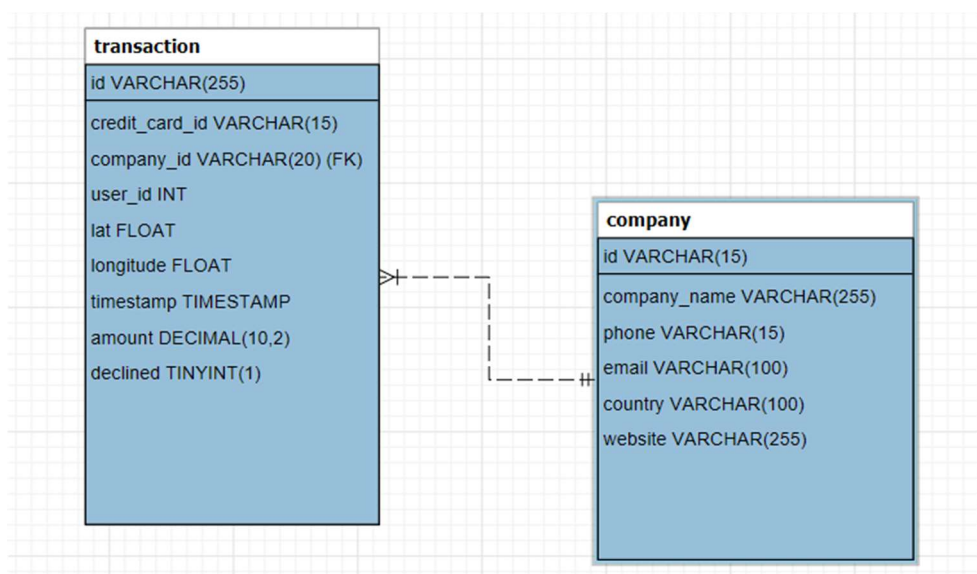 transaction
id VARCHAR(255)
credit_card_id VARCHAR(15)
company_id VARCHAR(20) (FK)
user_id INT
lat FLOAT
longitude FLOAT
timestamp TIMESTAMP
amount DECIMAL(10,2)
declined TINYINT(1)
company
id VARCHAR(15)
company_name VARCHAR(255)
phone VARCHAR(15)
email VARCHAR(100)
country VARCHAR(100)
website VARCHAR(255)